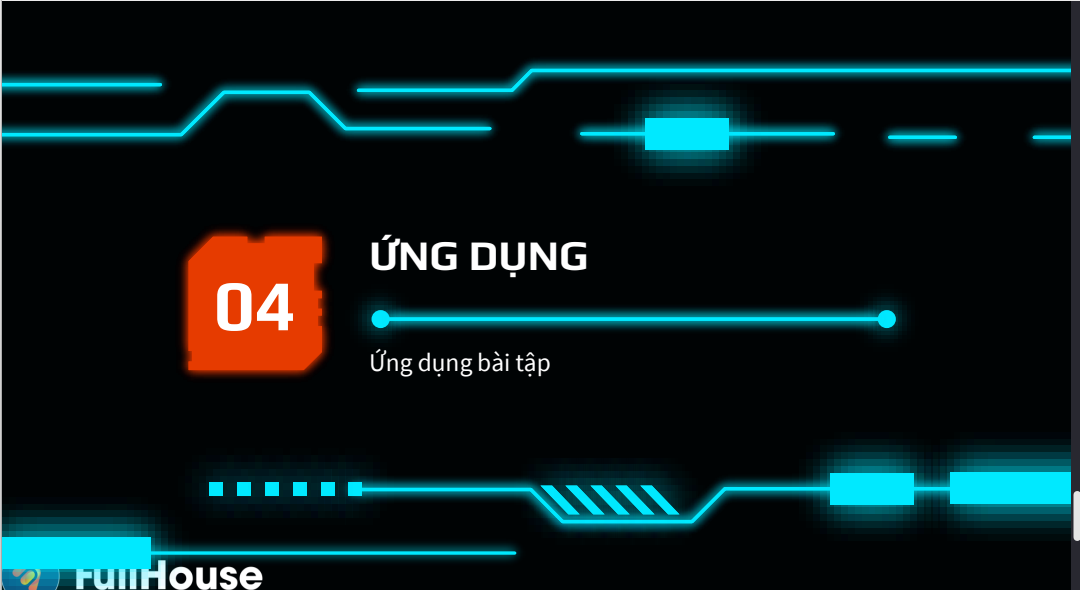 04
ỨNG DỤNG
Ứng dụng bài tập
FullHouse